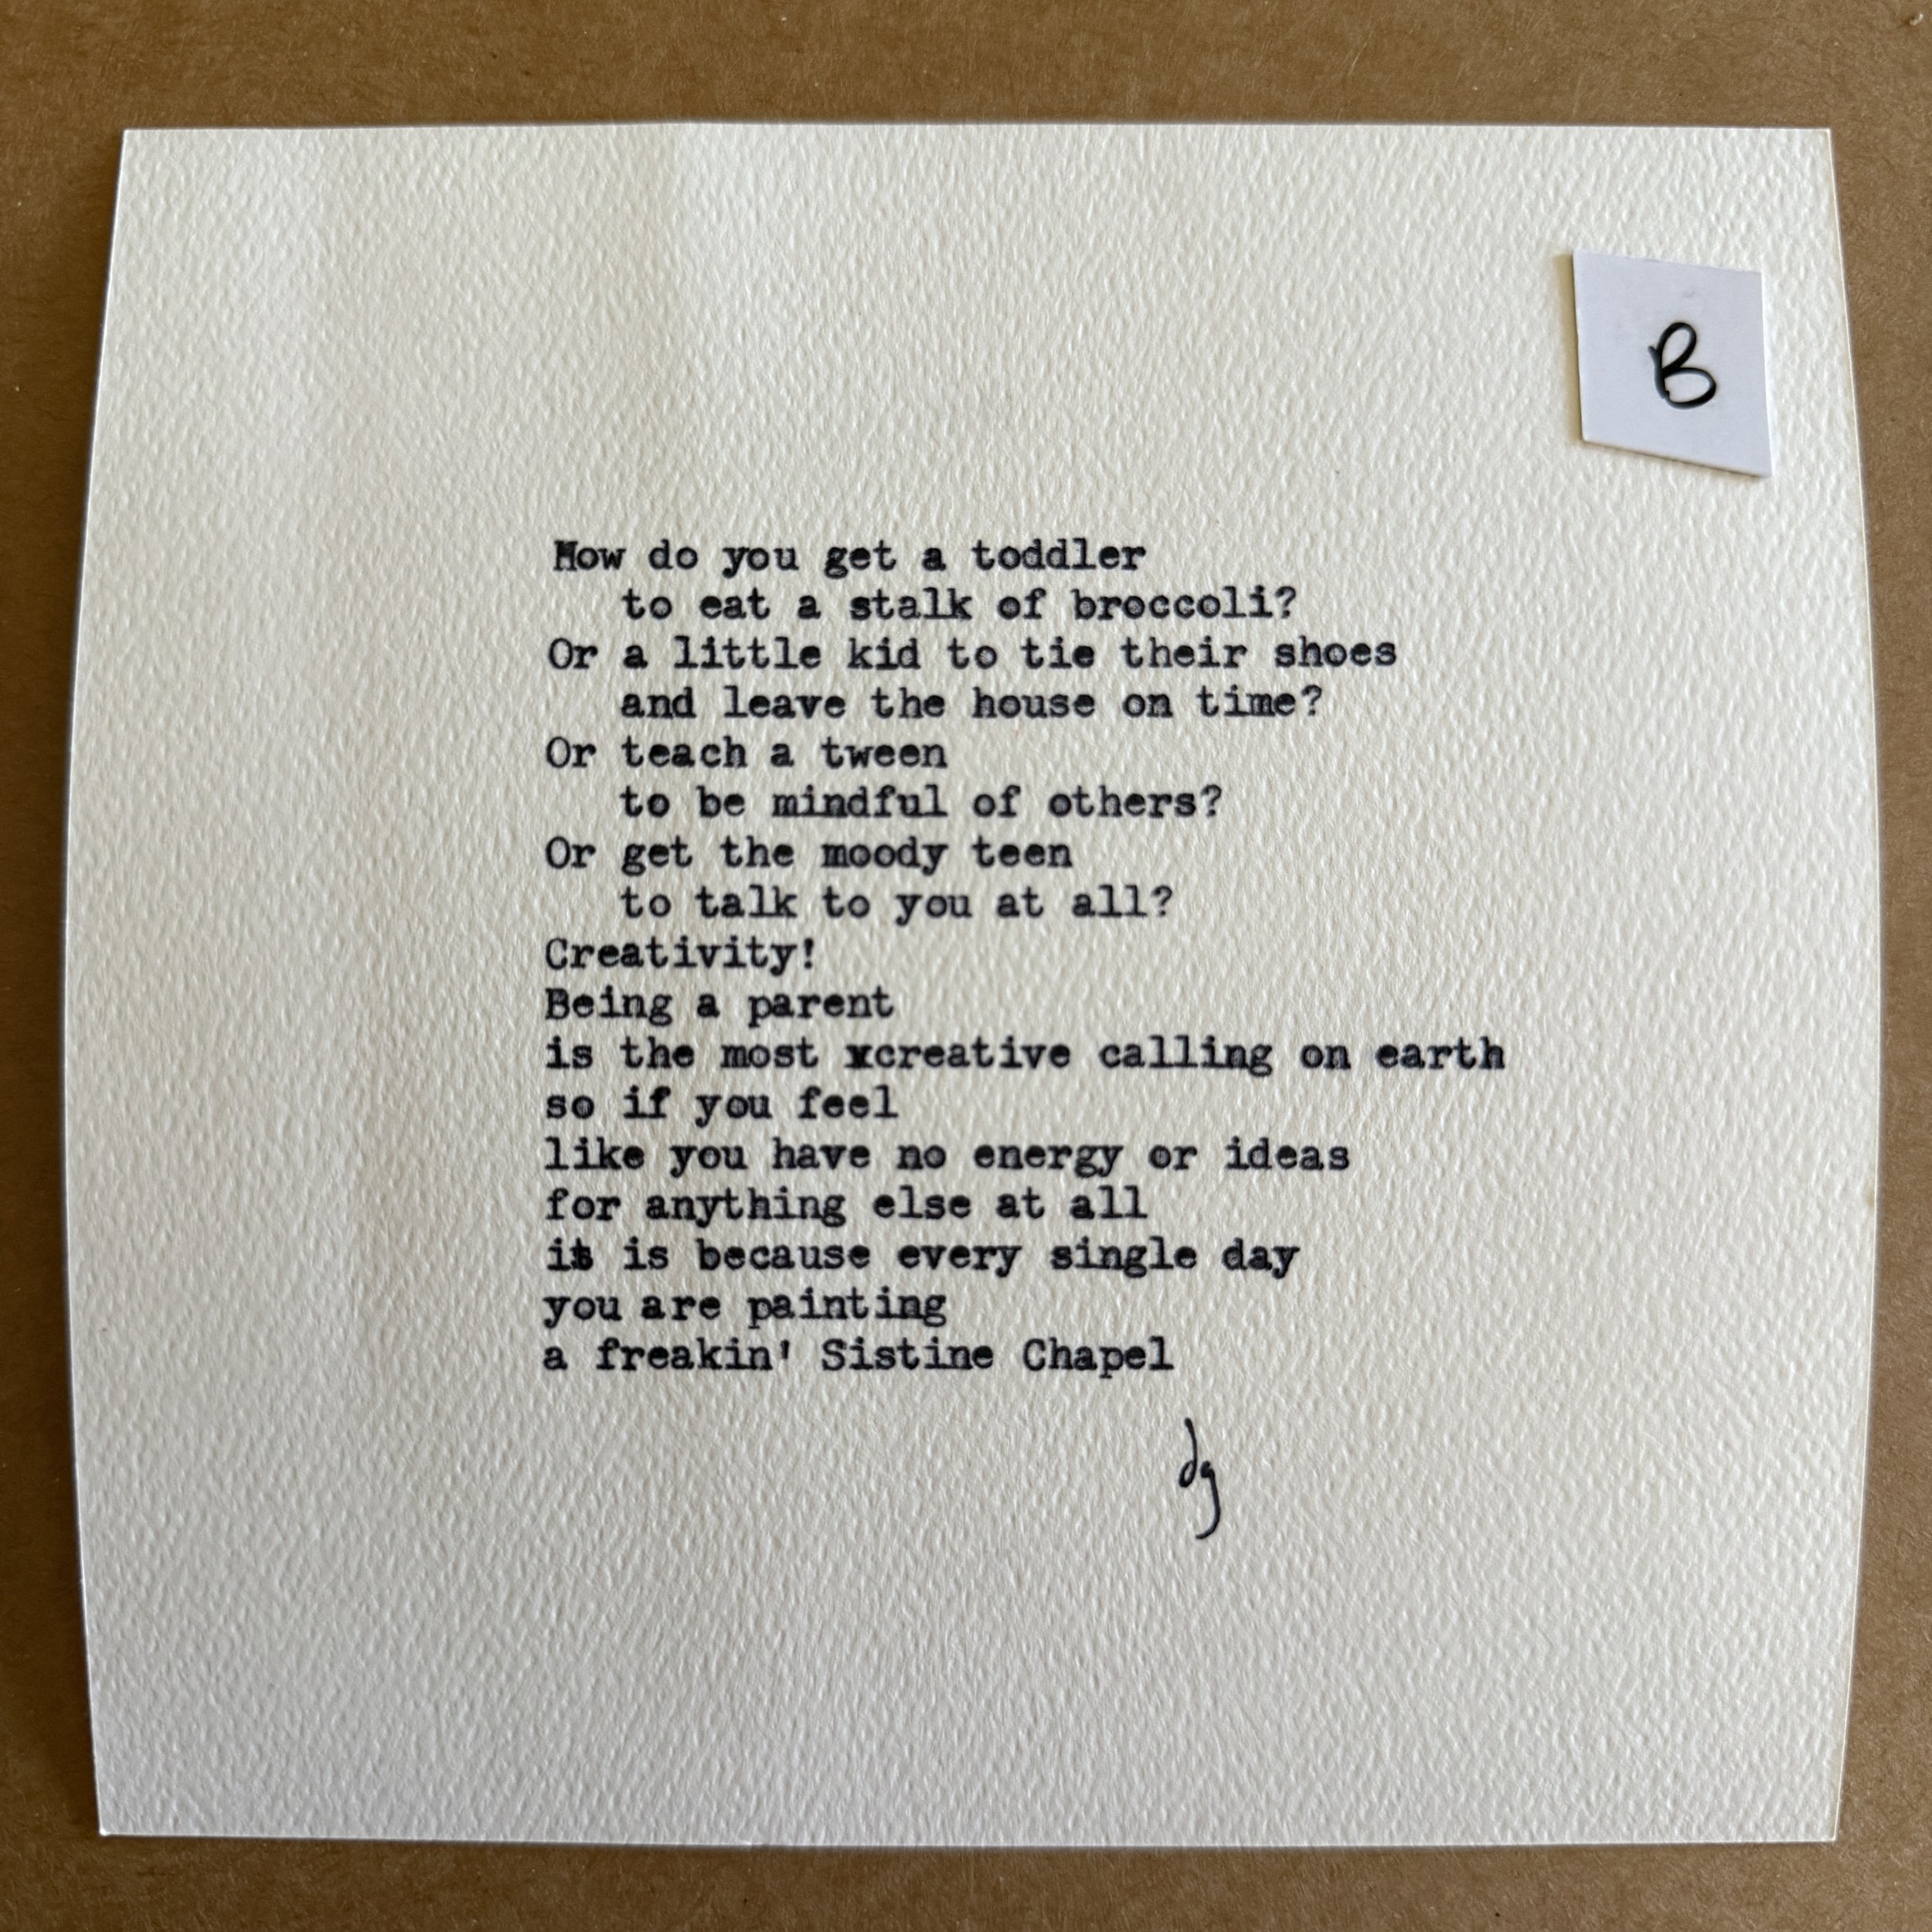 B
How do you get a toddler
to eat a stalk of broccoli?
Or a little kid to tie their shoes
and leave the house on time?
Or teach a tween
to be mindful of others?
Or get the moody teen
to talk to you at all?
Creativity!
Being a parent
is the most xcreative calling on earth
so if you feel
like you have no energy or ideas
for anything else at all
it is because every single day
you are painting
a freakin' Sistine Chapel
dg